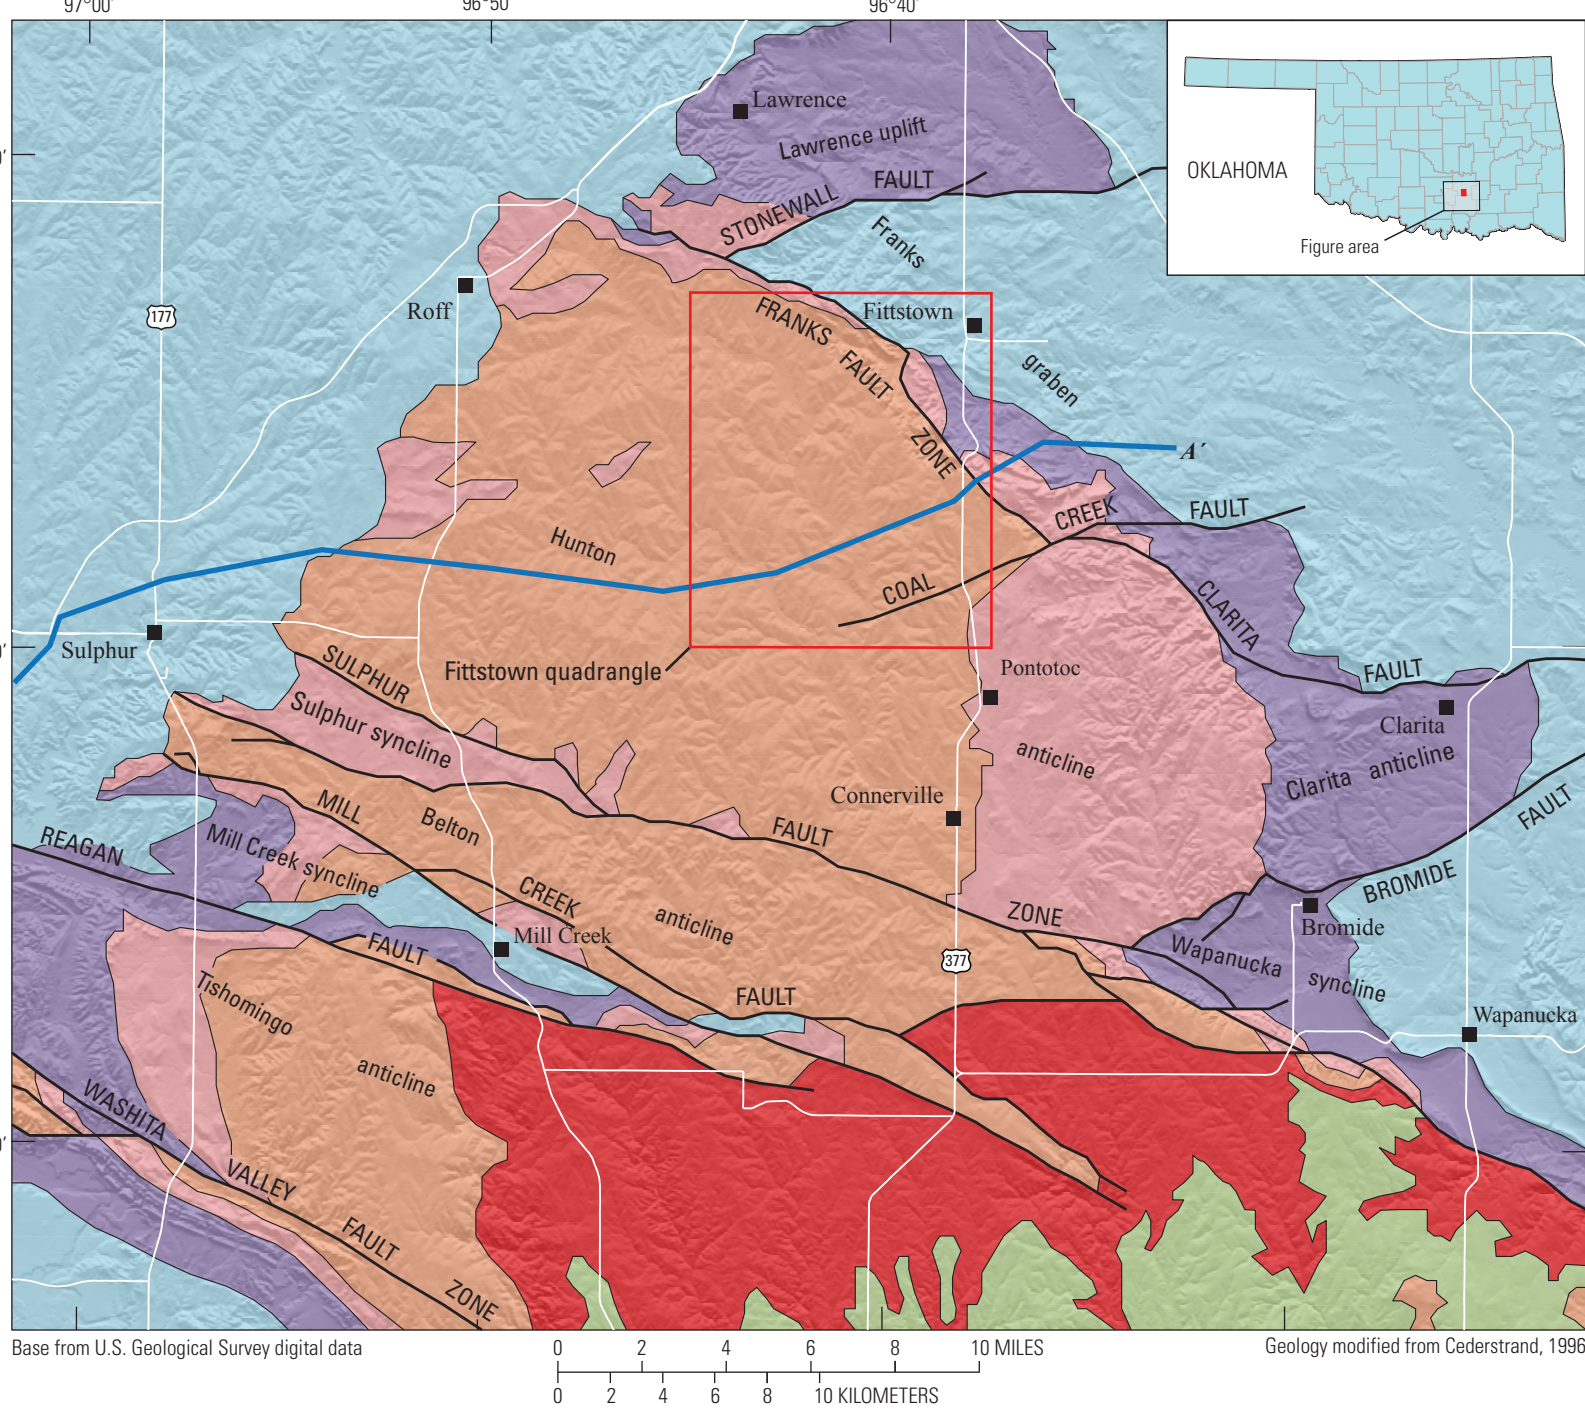 97°00'
96°50'
96°40'
Lawrence
Lawrence uplift
OKLAHOMA
Figure area
STONEWALL FAULT
Franks
graben
Roff
177
FRANKS FAULT ZONE
Fittstown
A′
Hunton
anticline
CREEK
FAULT
COAL
CLARITA
FAULT
Sulphur
Fittstown quadrangle
SULPHUR
Sulphur syncline
Pontotoc
Clarita
Clarita anticline
Connerville
MILL
Belton
FAULT
FAULT
REAGAN
Mill Creek syncline
CREEK
anticline
ZONE
BROMIDE
Bromide
Mill Creek
FAULT
377
Wapanucka
syncline
Tishomingo
FAULT
Wapanucka
anticline
WASHITA
VALLEY
FAULT
ZONE
Base from U.S. Geological Survey digital data
0 2 4 6 8 10 MILES
0 2 4 6 8 10 KILOMETERS
Geology modified from Cederstrand, 1996